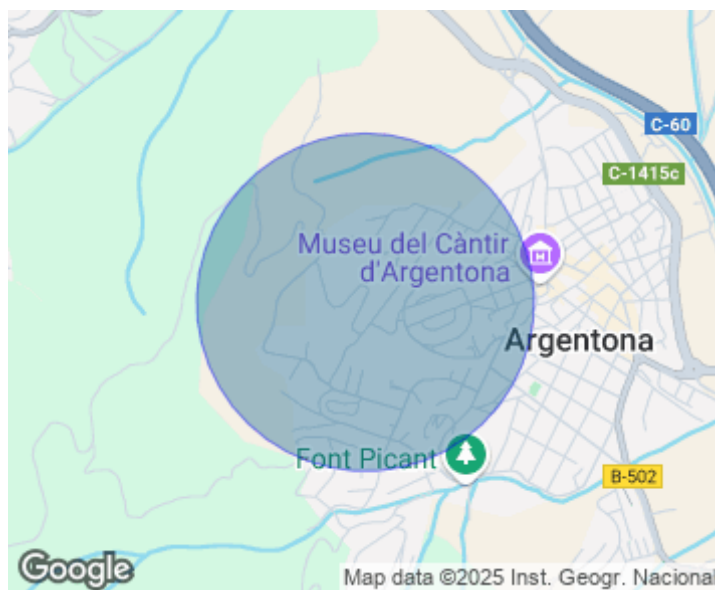 C-60
C-1415c
Museu del Càntir
d'Argentona
Argentona
Font Picant
B-502
Google
Map data ©2025 Inst. Geogr. Nacional